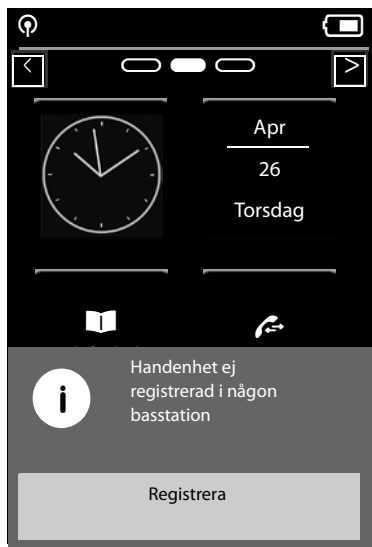 Apr
26
Torsdag
Handenhet ej
registrerad i någon
basstation
Registrera